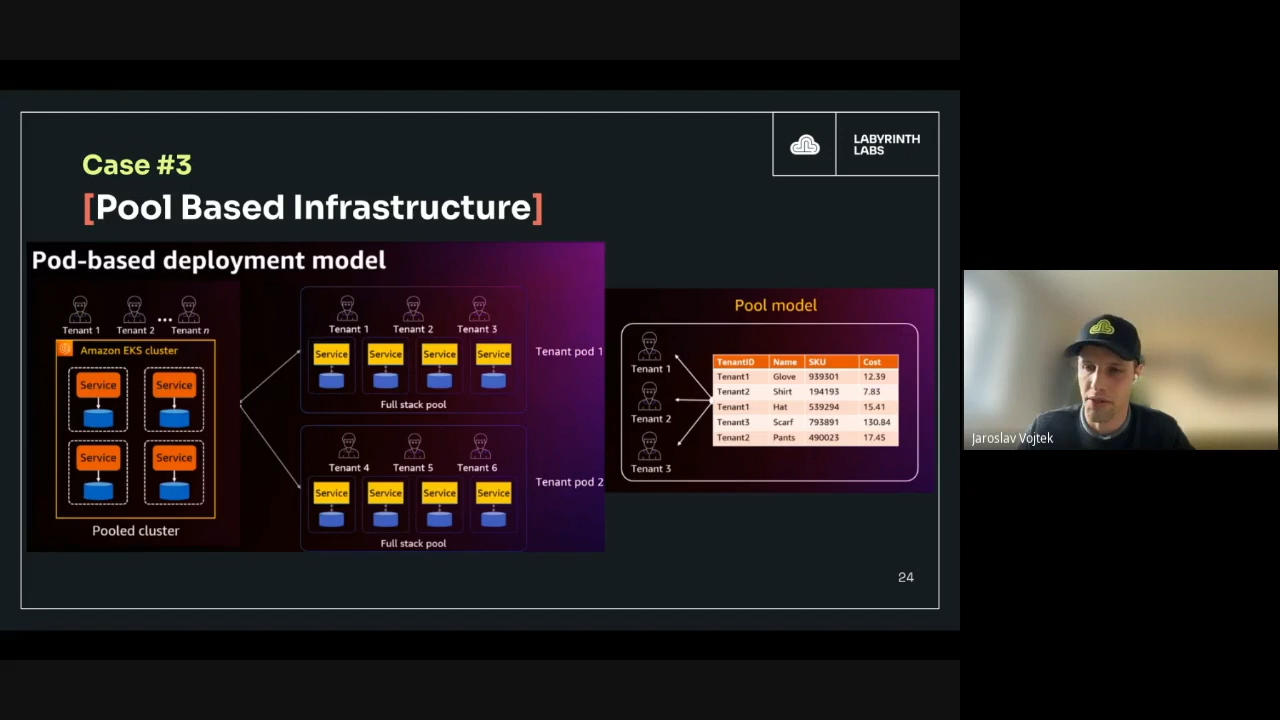 Case #3
[Pool Based Infrastructure]
LABYRINTH
LABS
Pod-based deployment model
Tenant 1
Tenant 2
...
Tenant n
Amazon EKS cluster
Service
Service
Service
Service
Pooled cluster
Tenant 1
Tenant 2
Tenant 3
Service
Service
Service
Service
Full stack pool
Tenant pod 1
Tenant 4
Tenant 5
Tenant 6
Service
Service
Service
Service
Full stack pool
Tenant pod 2
Pool model
Tenant 1
Tenant 2
Tenant 3
TenantID Name SKU Cost
Tenant1 Glove 939301 12.39
Tenant2 Shirt 194193 7.83
Tenant1 Hat 539294 15.41
Tenant3 Scarf 793891 130.84
Tenant2 Pants 490023 17.45
24
Jaroslav Vojtek